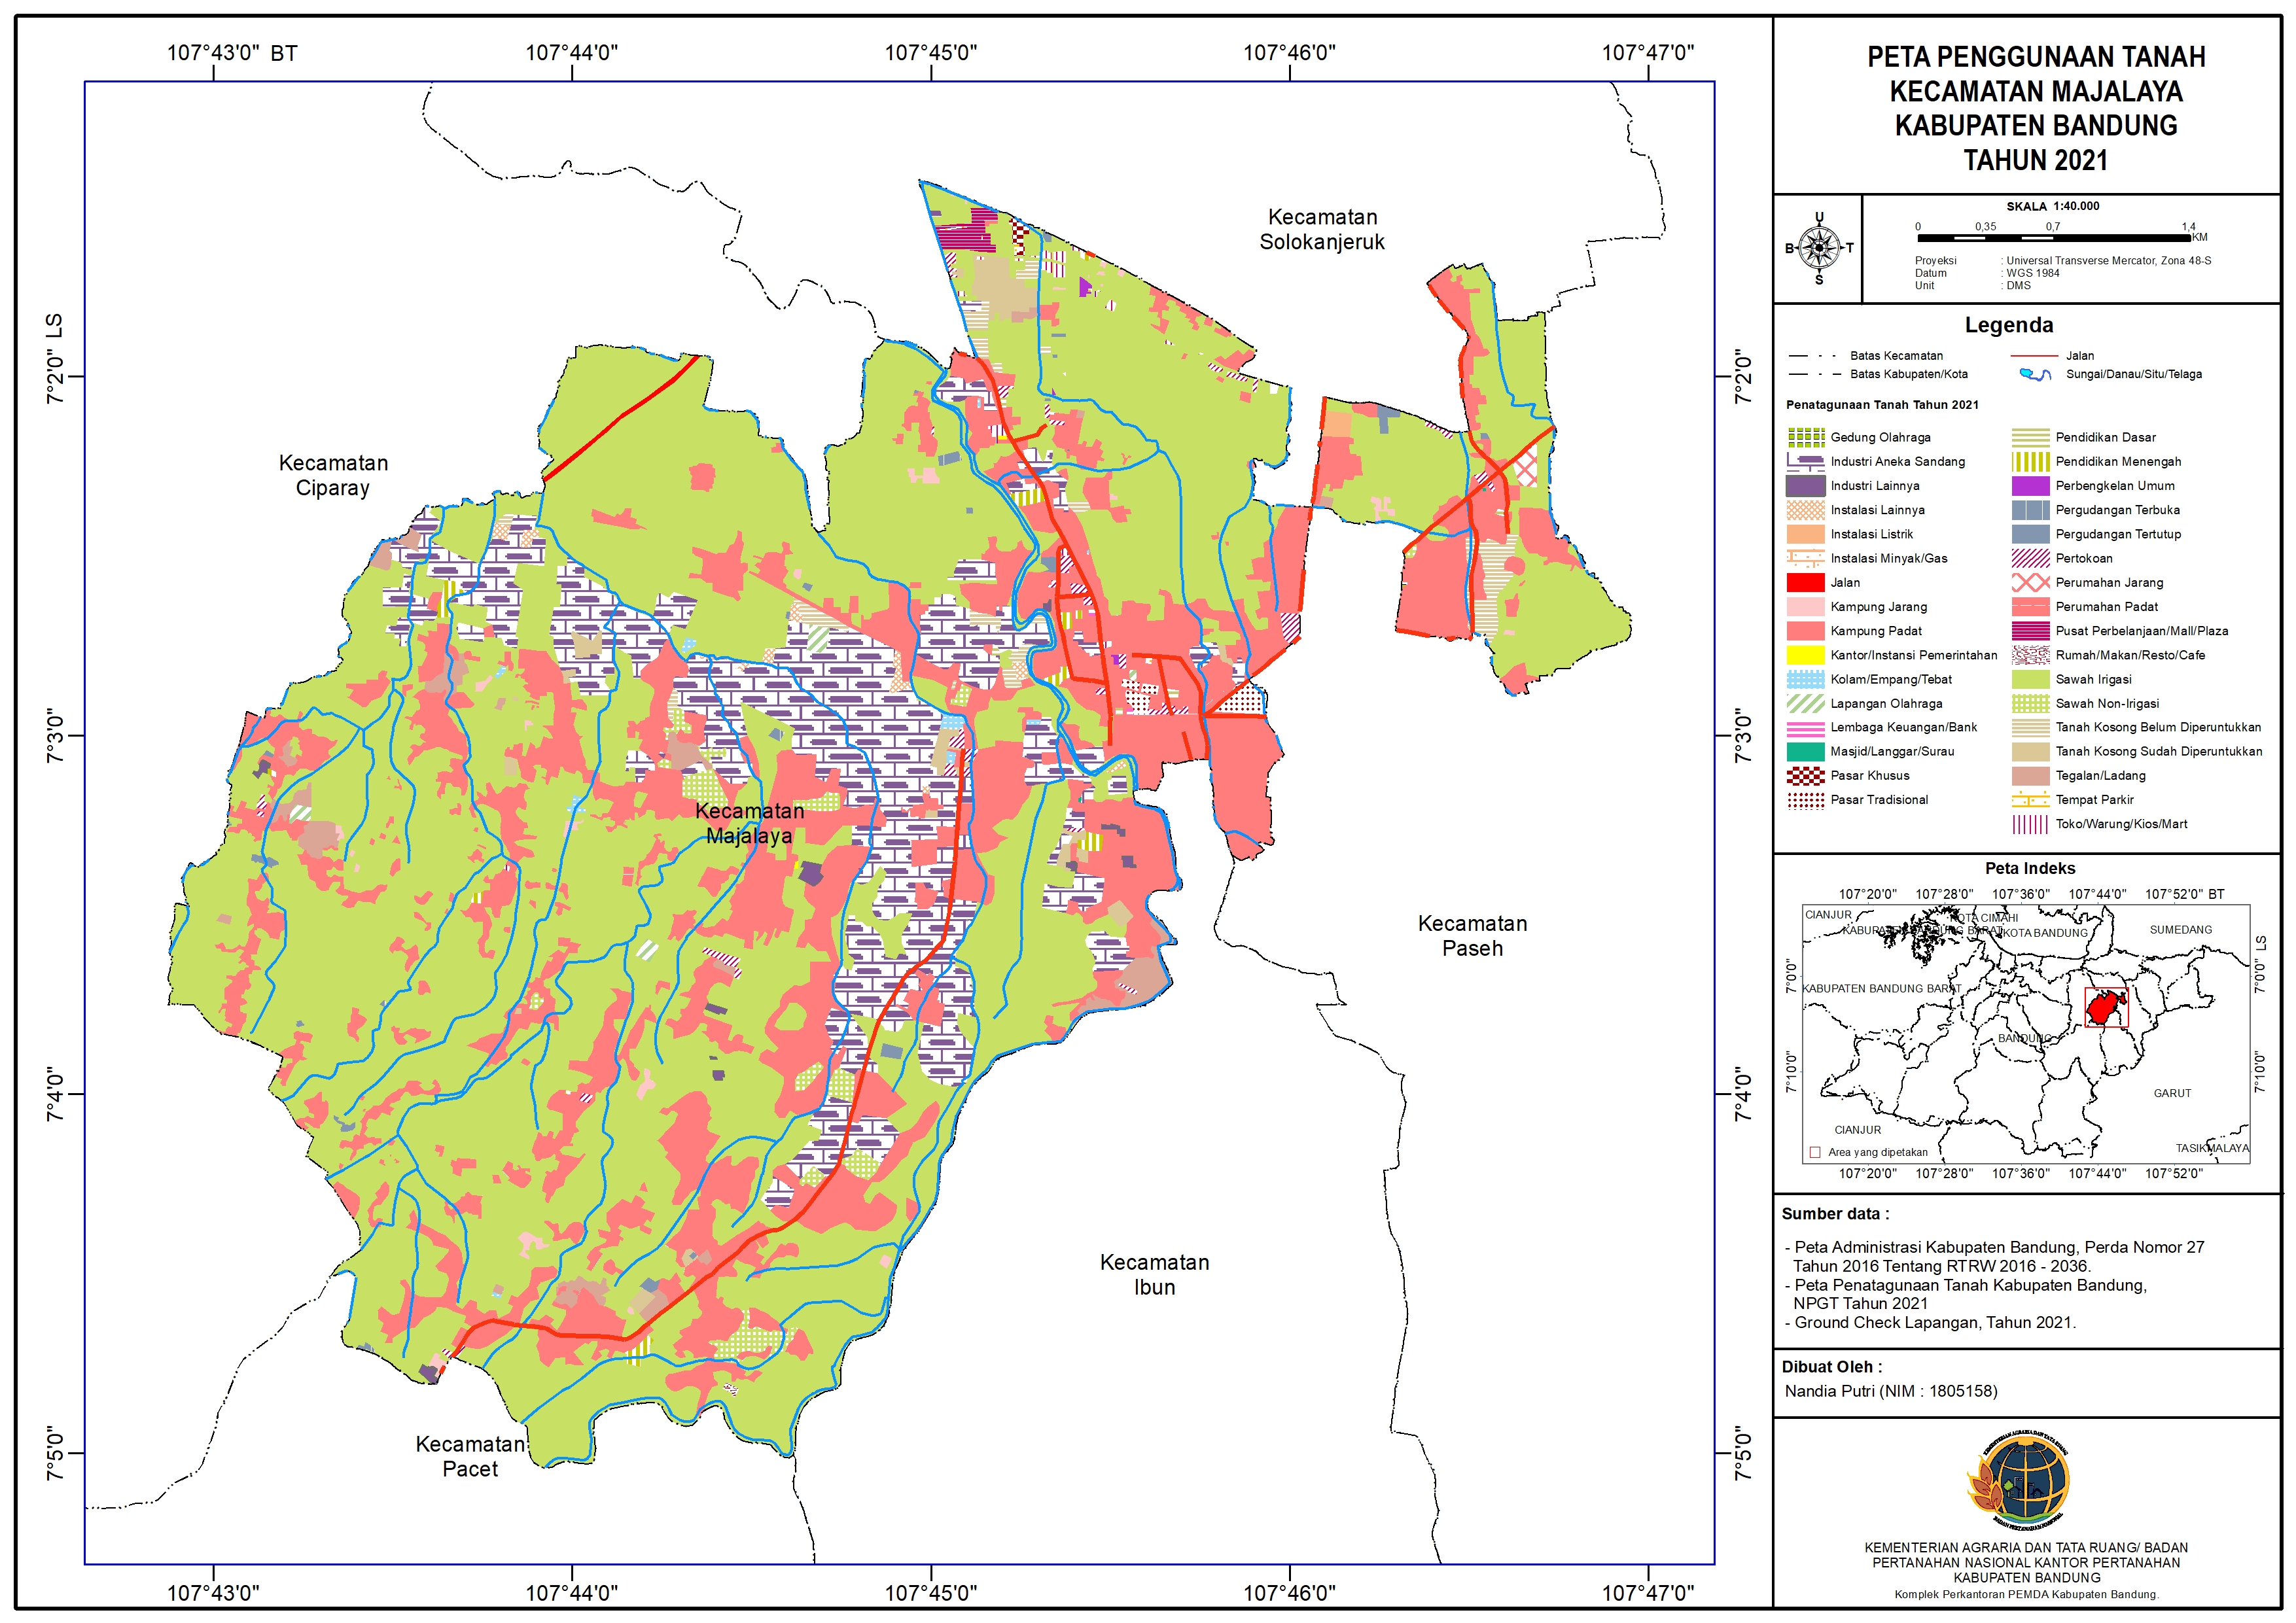 107°43'0" BT
107°44'0"
107°45'0"
107°46'0"
107°47'0"
7°2'0" LS
7°3'0"
7°4'0"
7°5'0"
7°2'0"
7°3'0"
7°4'0"
7°5'0"
Kecamatan
Solokanjeruk
Kecamatan
Ciparay
Kecamatan
Majalaya
Kecamatan
Paseh
Kecamatan
Ibun
Kecamatan
Pacet
107°43'0"
107°44'0"
107°45'0"
107°46'0"
107°47'0"
PETA PENGGUNAAN TANAH
KECAMATAN MAJALAYA
KABUPATEN BANDUNG
TAHUN 2021
U
B T
S
SKALA 1:40.000
0 0,35 0,7 1,4
KM
Proyeksi : Universal Transverse Mercator, Zona 48-S
Datum : WGS 1984
Unit : DMS
Legenda
Batas Kecamatan
Batas Kabupaten/Kota
Jalan
Sungai/Danau/Situ/Telaga
Penatagunaan Tanah Tahun 2021
Gedung Olahraga
Industri Aneka Sandang
Industri Lainnya
Instalasi Lainnya
Instalasi Listrik
Instalasi Minyak/Gas
Jalan
Kampung Jarang
Kampung Padat
Kantor/Instansi Pemerintahan
Kolam/Empang/Tebat
Lapangan Olahraga
Lembaga Keuangan/Bank
Masjid/Langgar/Surau
Pasar Khusus
Pasar Tradisional
Pendidikan Dasar
Pendidikan Menengah
Perbengkelan Umum
Pergudangan Terbuka
Pergudangan Tertutup
Pertokoan
Perumahan Jarang
Perumahan Padat
Pusat Perbelanjaan/Mall/Plaza
Rumah/Makan/Resto/Cafe
Sawah Irigasi
Sawah Non-Irigasi
Tanah Kosong Belum Diperuntukkan
Tanah Kosong Sudah Diperuntukkan
Tegalan/Ladang
Tempat Parkir
Toko/Warung/Kios/Mart
Peta Indeks
107°20'0" 107°28'0" 107°36'0" 107°44'0" 107°52'0" BT
CIANJUR
KOTA CIMAHI
KABUPATEN BANDUNG BARAT
KOTA BANDUNG
SUMEDANG
LS
7°0'0"
7°0'0"
KABUPATEN BANDUNG BARAT
BANDUNG
7°10'0"
7°10'0"
GARUT
CIANJUR
TASIKMALAYA
Area yang dipetakan
107°20'0" 107°28'0" 107°36'0" 107°44'0" 107°52'0"
Sumber data :
- Peta Administrasi Kabupaten Bandung, Perda Nomor 27
Tahun 2016 Tentang RTRW 2016 - 2036.
- Peta Penatagunaan Tanah Kabupaten Bandung,
NPGT Tahun 2021
- Ground Check Lapangan, Tahun 2021.
Dibuat Oleh :
Nandia Putri (NIM : 1805158)
KEMENTERIAN AGRARIA DAN TATA RUANG
BADAN PERTANAHAN NASIONAL
KEMENTERIAN AGRARIA DAN TATA RUANG/ BADAN
PERTANAHAN NASIONAL KANTOR PERTANAHAN
KABUPATEN BANDUNG
Komplek Perkantoran PEMDA Kabupaten Bandung.